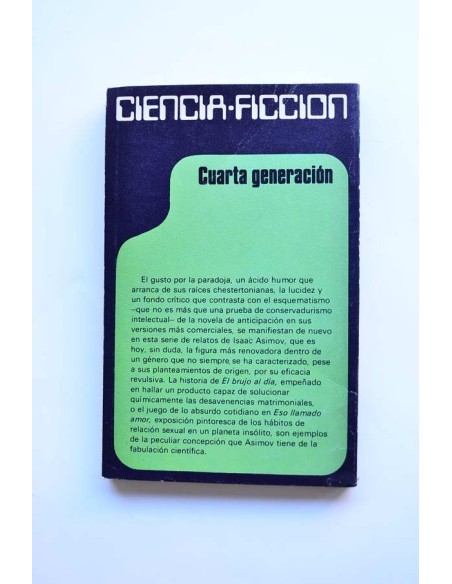 CIENCIA-FICCION
Cuarta generación
El gusto por la paradoja, un ácido humor que
arranca de sus raíces chestertonianas, la lucidez y
un fondo crítico que contrasta con el esquematismo
—que no es más que una prueba de conservadurismo
intelectual— de la novela de anticipación en sus
versiones más comerciales, se manifiestan de nuevo
en esta serie de relatos de Isaac Asimov, que es
hoy, sin duda, la figura más renovadora dentro de
un género que no siempre se ha caracterizado, pese
a sus planteamientos de origen, por su eficacia
revulsiva. La historia de El brujo al día, empeñado
en hallar un producto capaz de solucionar
químicamente las desavenencias matrimoniales,
o el juego de lo absurdo cotidiano en Eso llamado
amor, exposición pintoresca de los hábitos de
relación sexual en un planeta insólito, son ejemplos
de la peculiar concepción que Asimov tiene de la
fabulación científica.